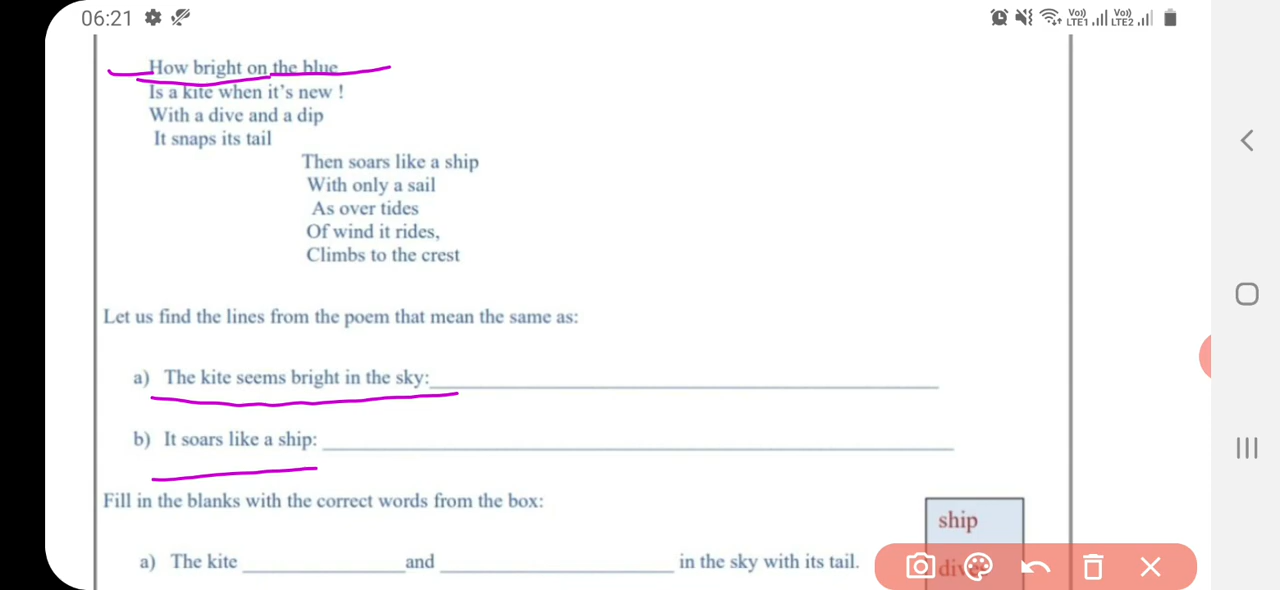 06:21
Vo)) LTE1 Vo)) LTE2
How bright on the blue
Is a kite when it's new !
With a dive and a dip
It snaps its tail
Then soars like a ship
With only a sail
As over tides
Of wind it rides,
Climbs to the crest
Let us find the lines from the poem that mean the same as:
a) The kite seems bright in the sky:
b) It soars like a ship:
Fill in the blanks with the correct words from the box:
ship
a) The kite and in the sky with its tail.